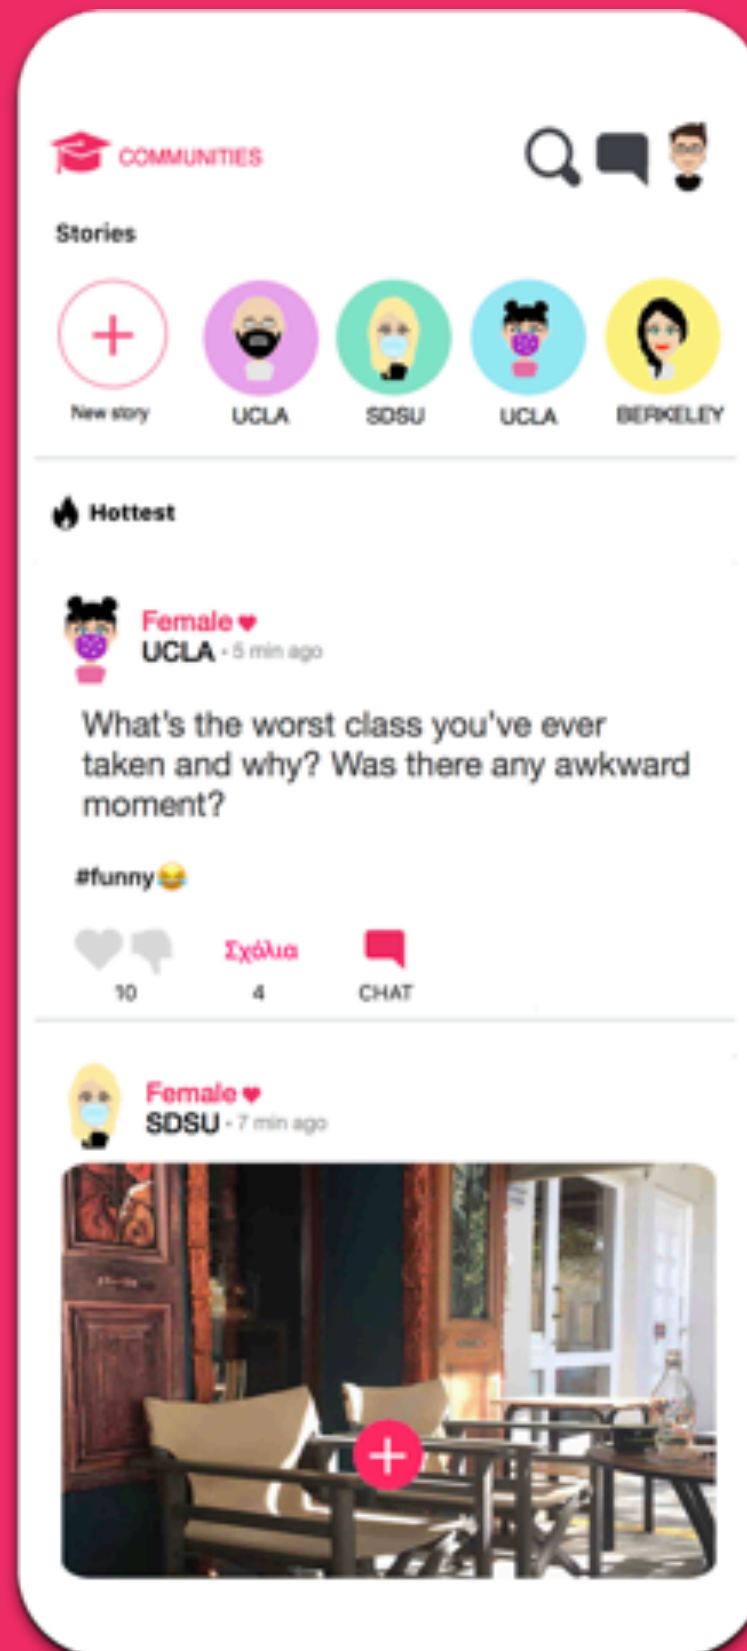 COMMUNITIES
Stories
New story
UCLA
SDSU
UCLA
BERKELEY
Hottest
Female
UCLA • 5 min ago
What's the worst class you've ever
taken and why? Was there any awkward
moment?
#funny😂
Σχόλια
10
4
CHAT
Female
SDSU • 7 min ago